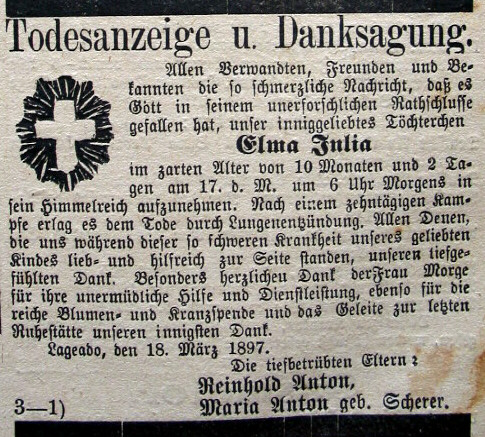 Todesanzeige u. Danksagung.
Allen Verwandten, Freunden und Be-
kannten die so schmerzliche Nachricht, daß es
Gott in seinem unerforschlichen Rathschlusse
gefallen hat, unser inniggeliebtes Töchterchen
Elma Julia
im zarten Alter von 10 Monaten und 2 Ta-
gen am 17. d. M. um 6 Uhr Morgens in
sein Himmelreich aufzunehmen. Nach einem zehntägigen Kam-
pfe erlag es dem Tode durch Lungenentzündung. Allen Denen,
die uns während dieser so schweren Krankheit unseres geliebten
Kindes lieb- und hilfreich zur Seite standen, unseren tiefge-
fühlten Dank. Besonders herzlichen Dank der Frau Morge
für ihre unermüdliche Hilfe und Dienstleistung, ebenso für die
reiche Blumen- und Kranzspende und das Geleite zur letzten
Ruhestätte unseren innigsten Dank.
Lageado, den 18. März 1897.
Die tiefbetrübten Eltern:
Reinhold Anton,
3—1) Maria Anton geb. Scherer.